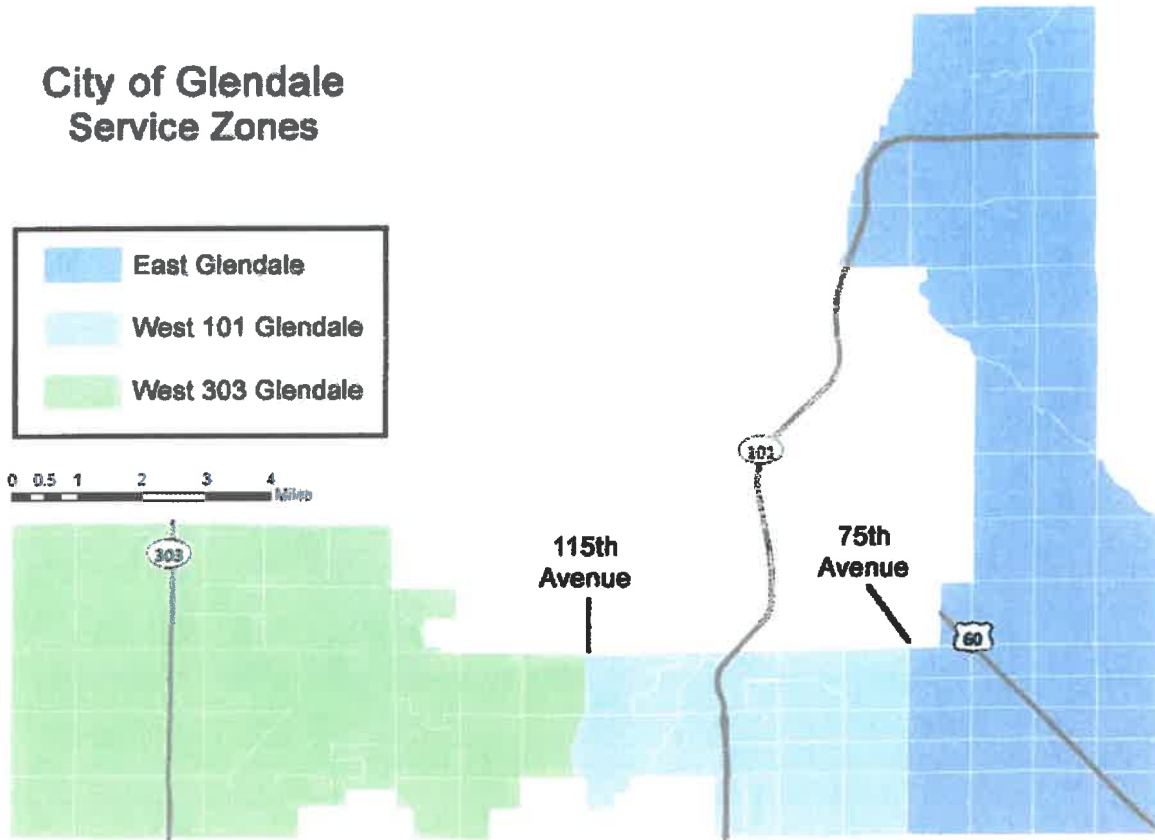 City of Glendale
Service Zones
East Glendale
West 101 Glendale
West 303 Glendale
0 0.5 1 2 3 4
Miles
101
303
115th
Avenue
75th
Avenue
60